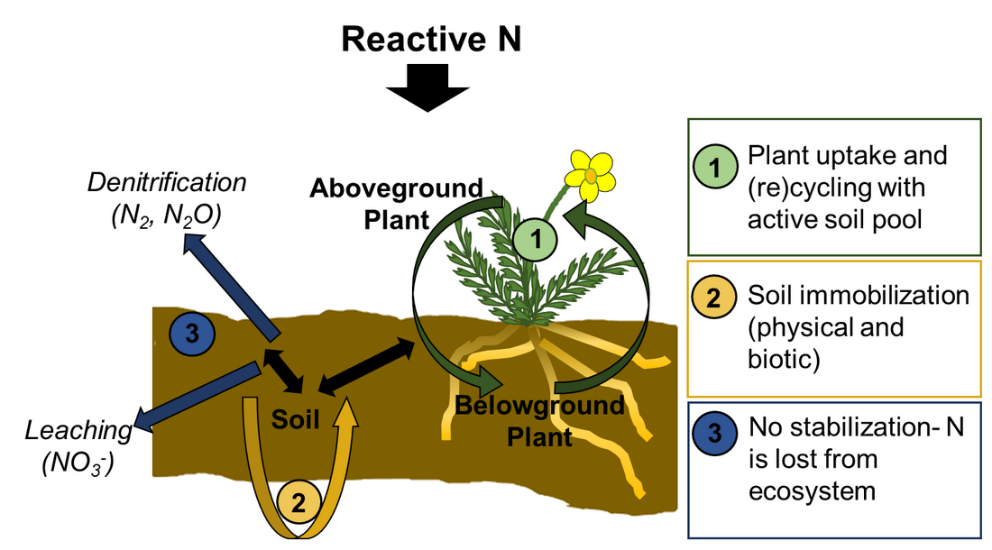 Reactive N
Denitrification
(N₂, N₂O)
Aboveground
Plant
1
3
Soil
Belowground
Plant
Leaching
(NO₃⁻)
2
1
Plant uptake and
(re)cycling with
active soil pool
2
Soil immobilization
(physical and
biotic)
3
No stabilization- N
is lost from
ecosystem